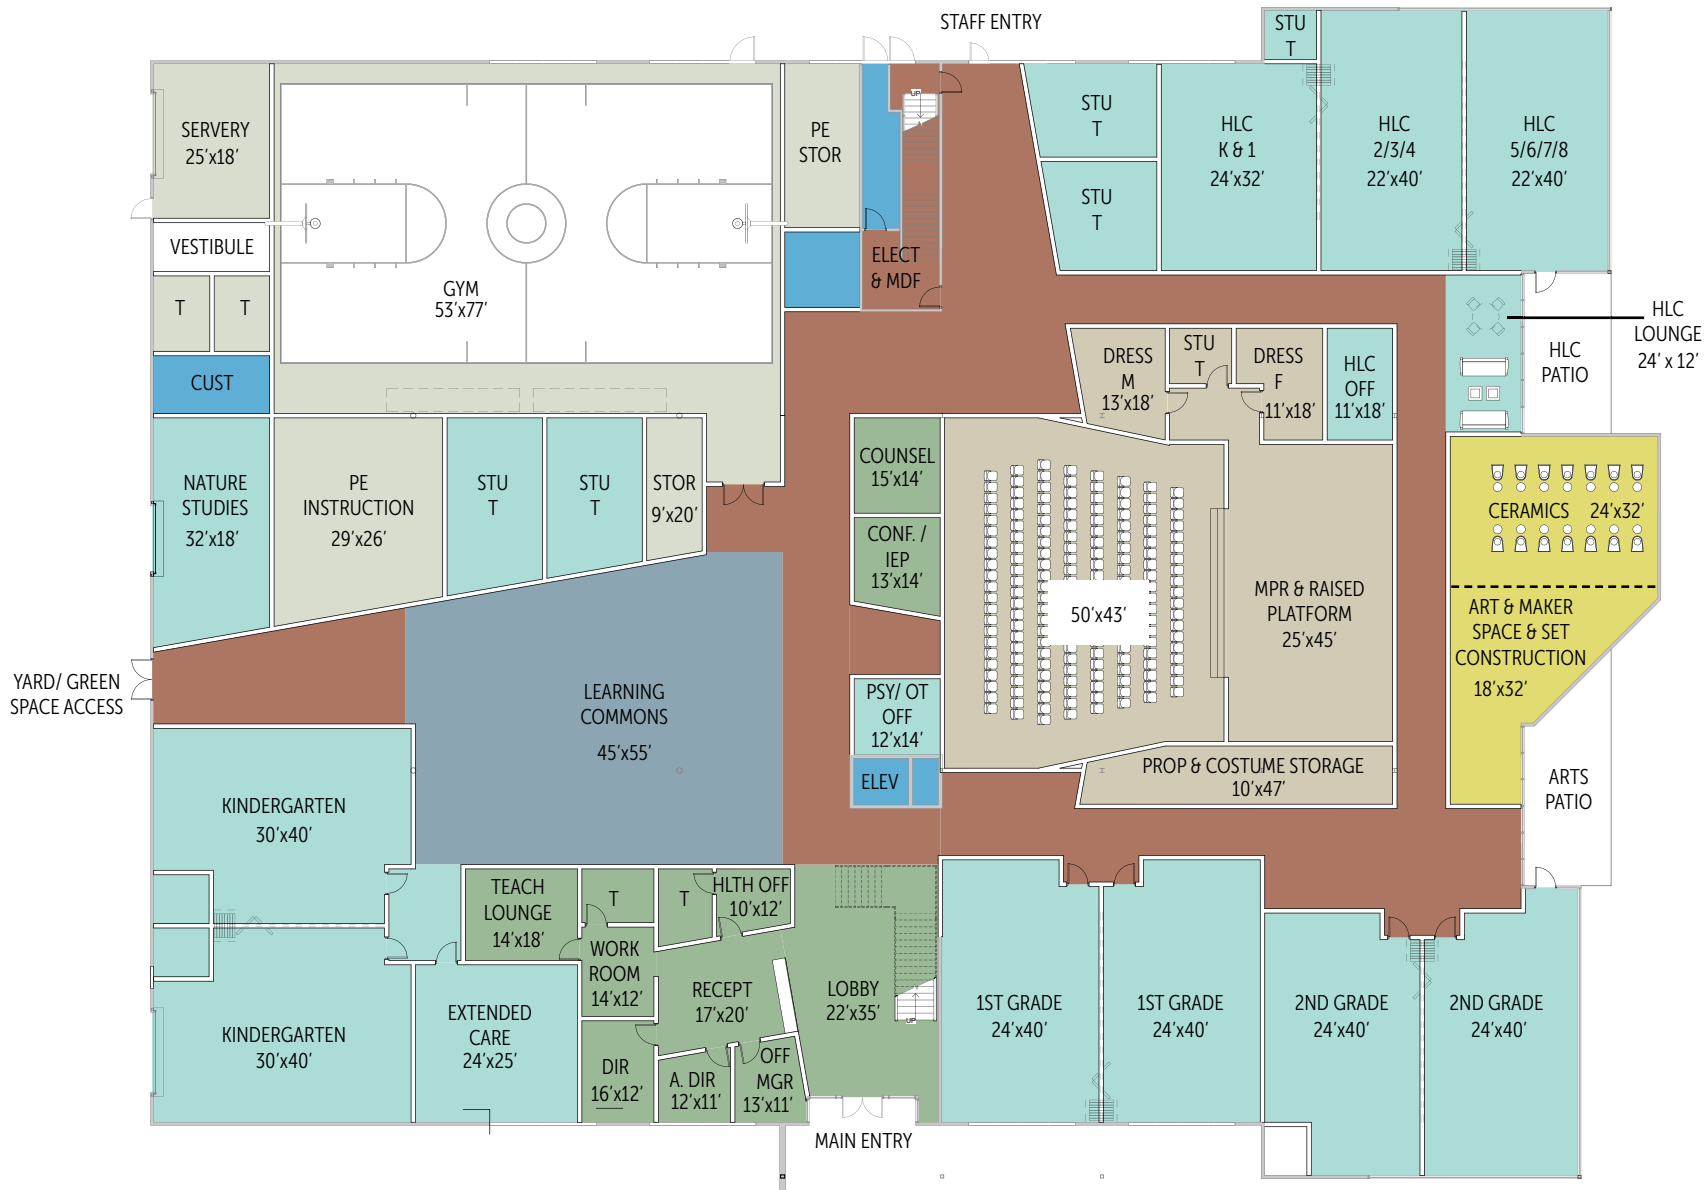 STAFF ENTRY
STU
T
SERVERY
25'x18'
PE
STOR
UP
STU
T
HLC
K & 1
24'x32'
HLC
2/3/4
22'x40'
HLC
5/6/7/8
22'x40'
STU
T
VESTIBULE
ELECT
& MDF
T
T
GYM
53'x77'
HLC
LOUNGE
24' x 12'
CUST
DRESS
M
13'x18'
STU
T
DRESS
F
11'x18'
HLC
OFF
11'x18'
HLC
PATIO
NATURE
STUDIES
32'x18'
PE
INSTRUCTION
29'x26'
STU
T
STU
T
STOR
9'x20'
COUNSEL
15'x14'
CONF. /
IEP
13'x14'
50'x43'
MPR & RAISED
PLATFORM
25'x45'
CERAMICS 24'x32'
ART & MAKER
SPACE & SET
CONSTRUCTION
18'x32'
YARD/ GREEN
SPACE ACCESS
LEARNING
COMMONS
45'x55'
PSY/ OT
OFF
12'x14'
ELEV
PROP & COSTUME STORAGE
10'x47'
ARTS
PATIO
KINDERGARTEN
30'x40'
TEACH
LOUNGE
14'x18'
T
T
HLTH OFF
10'x12'
WORK
ROOM
14'x12'
RECEPT
17'x20'
LOBBY
22'x35'
UP
1ST GRADE
24'x40'
1ST GRADE
24'x40'
2ND GRADE
24'x40'
2ND GRADE
24'x40'
KINDERGARTEN
30'x40'
EXTENDED
CARE
24'x25'
DIR
16'x12'
A. DIR
12'x11'
OFF
MGR
13'x11'
MAIN ENTRY